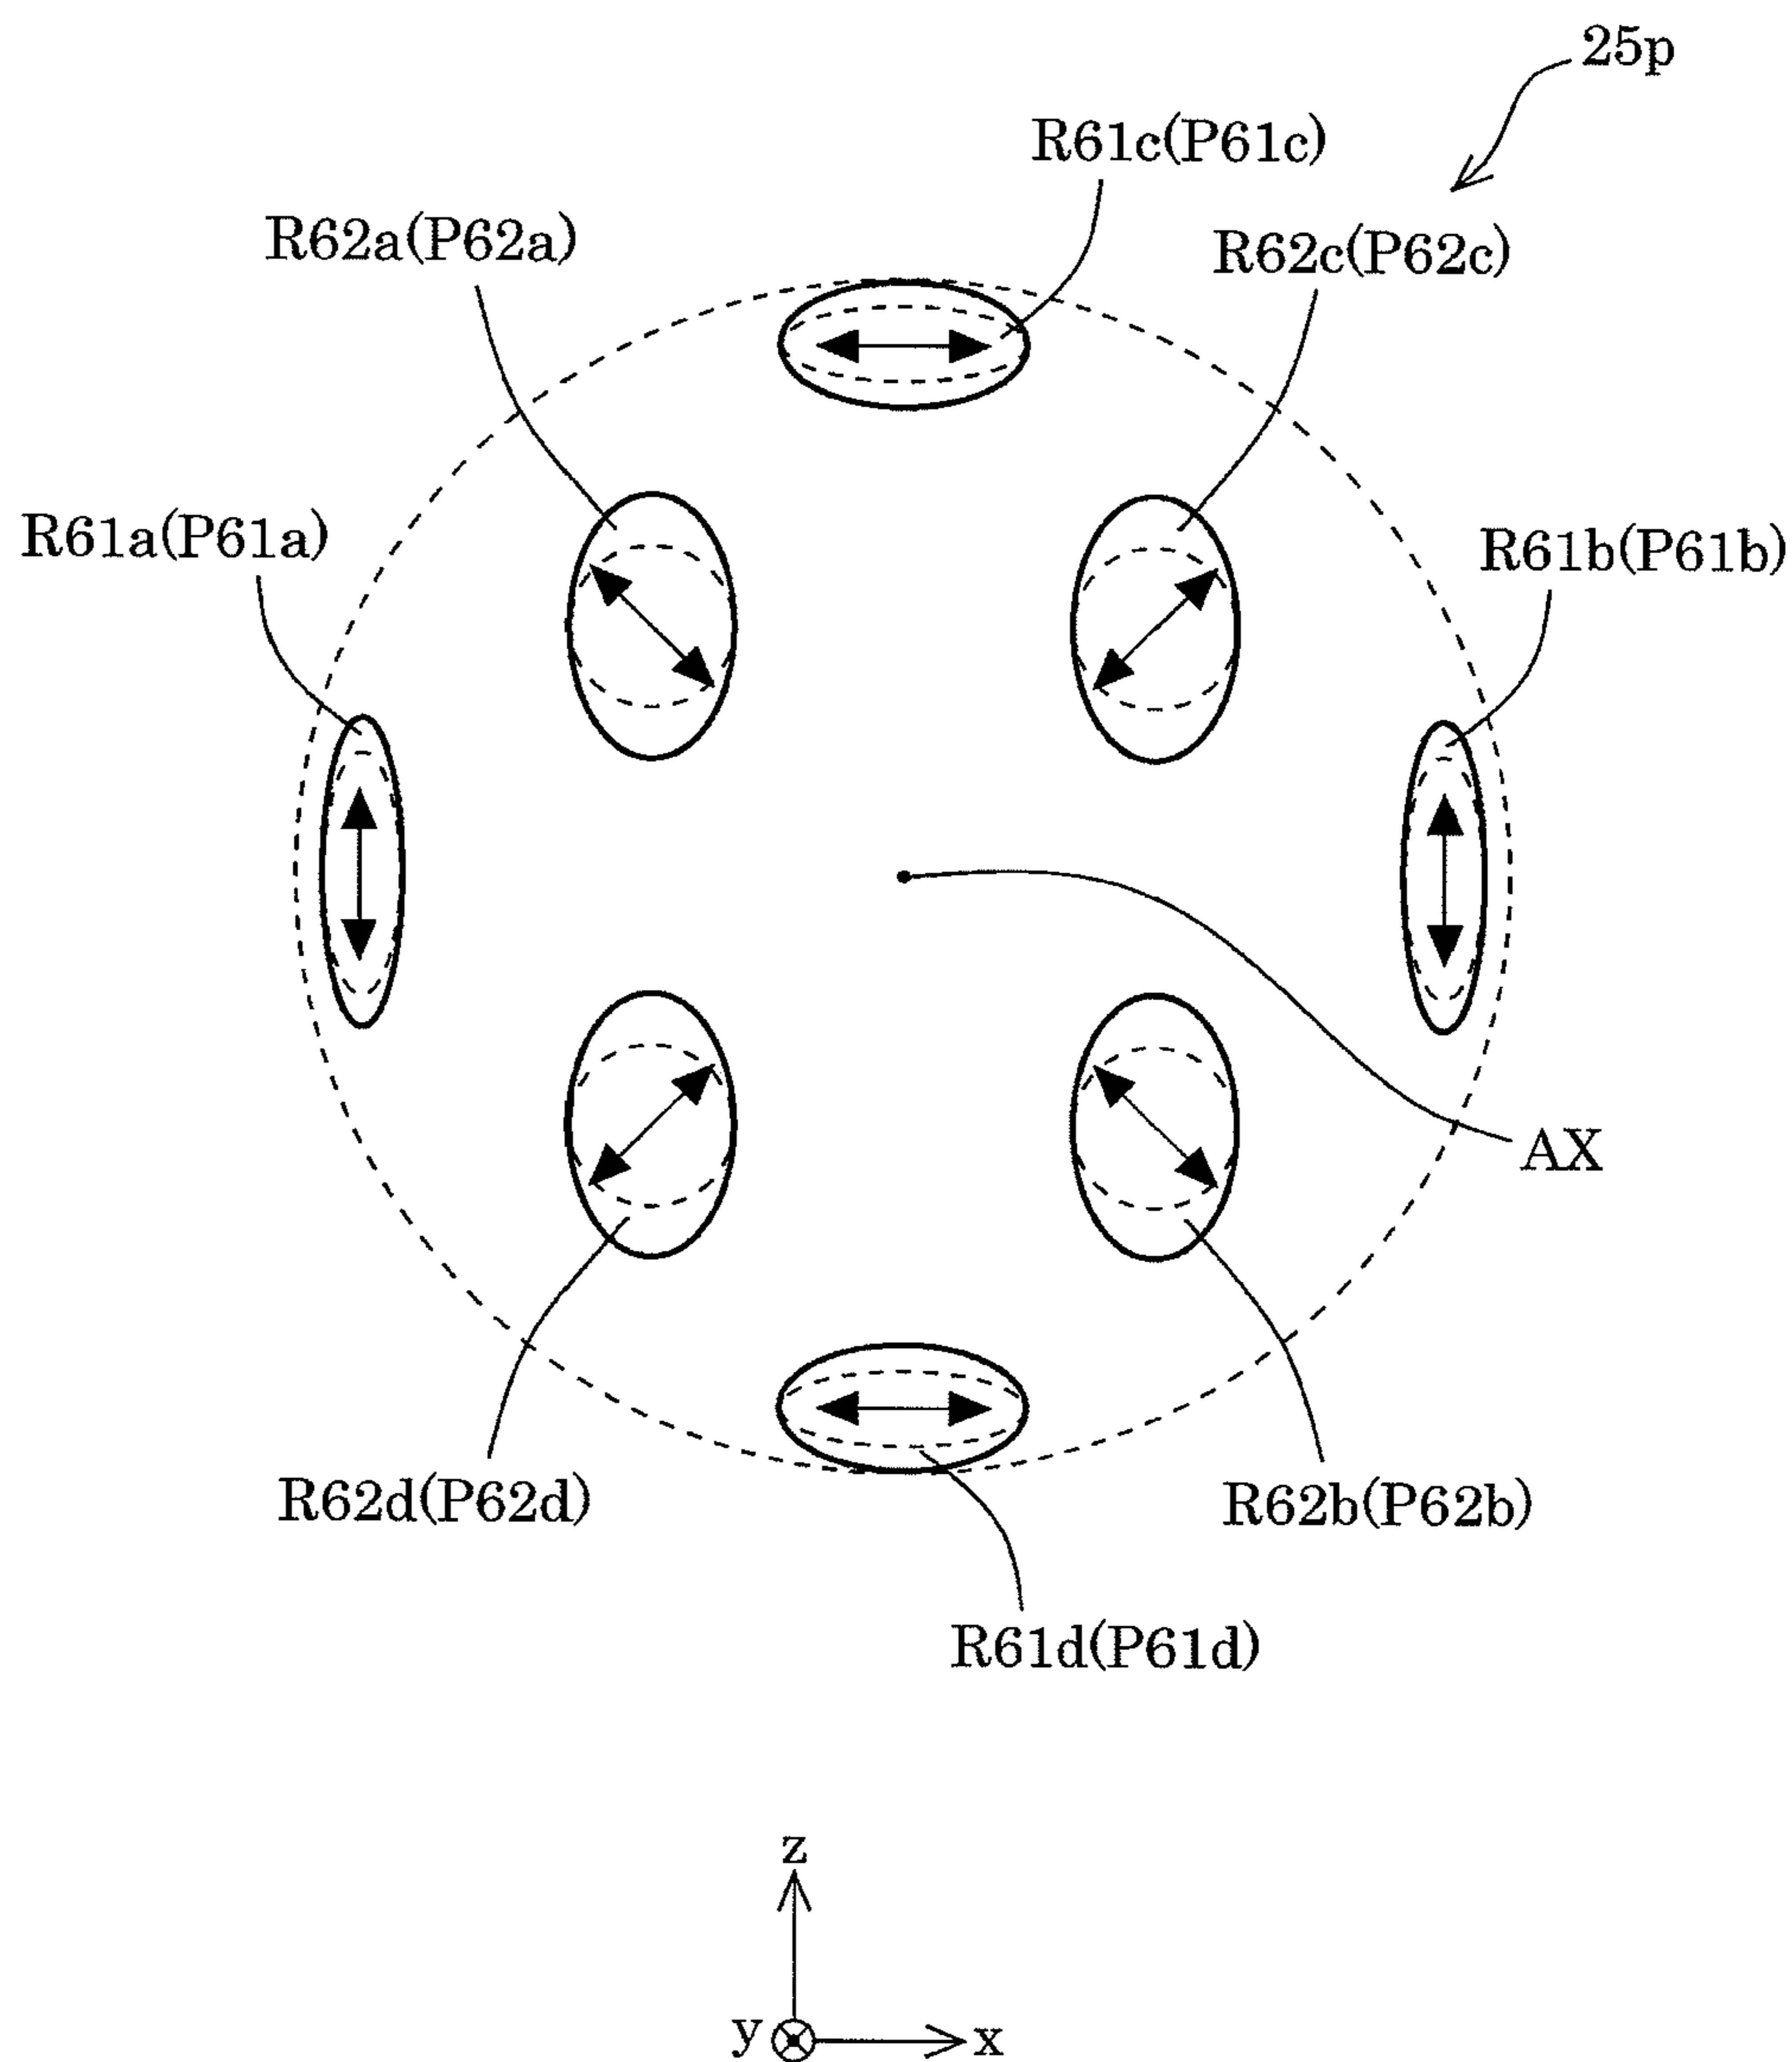 25p
R61c(P61c)
R62a(P62a)
R62c(P62c)
R61a(P61a)
R61b(P61b)
AX
R62d(P62d)
R62b(P62b)
R61d(P61d)
z
y
x